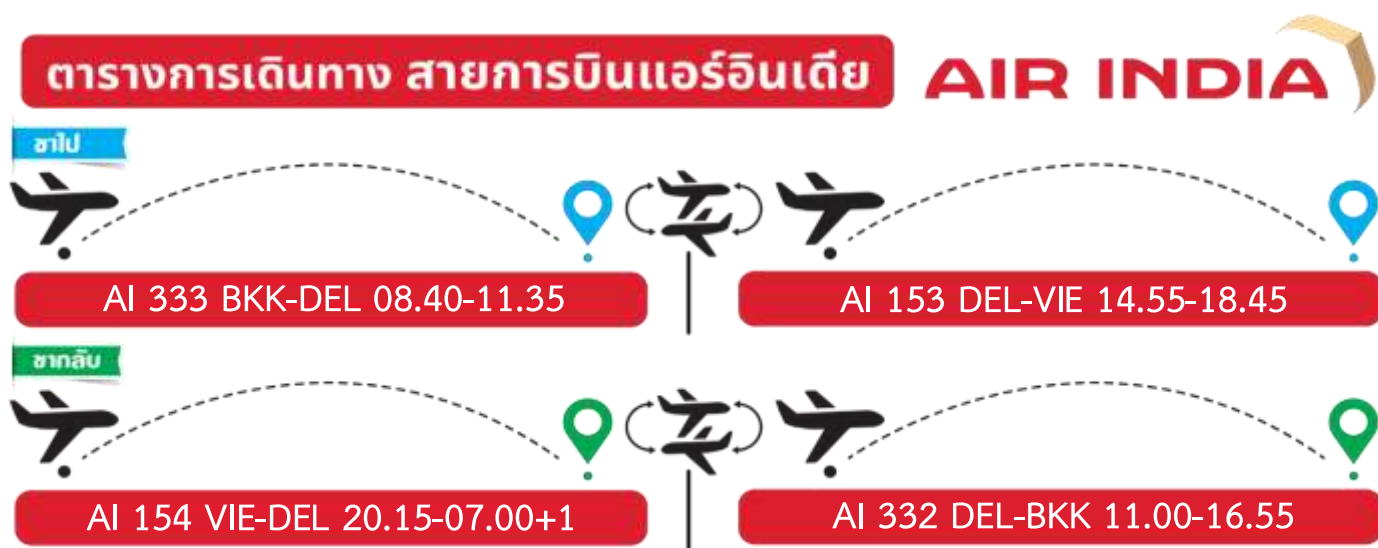 ตารางการเดินทาง สายการบินแอร์อินเดีย
AIR INDIA
ขาไป
AI 333 BKK-DEL 08.40-11.35
AI 153 DEL-VIE 14.55-18.45
ขากลับ
AI 154 VIE-DEL 20.15-07.00+1
AI 332 DEL-BKK 11.00-16.55